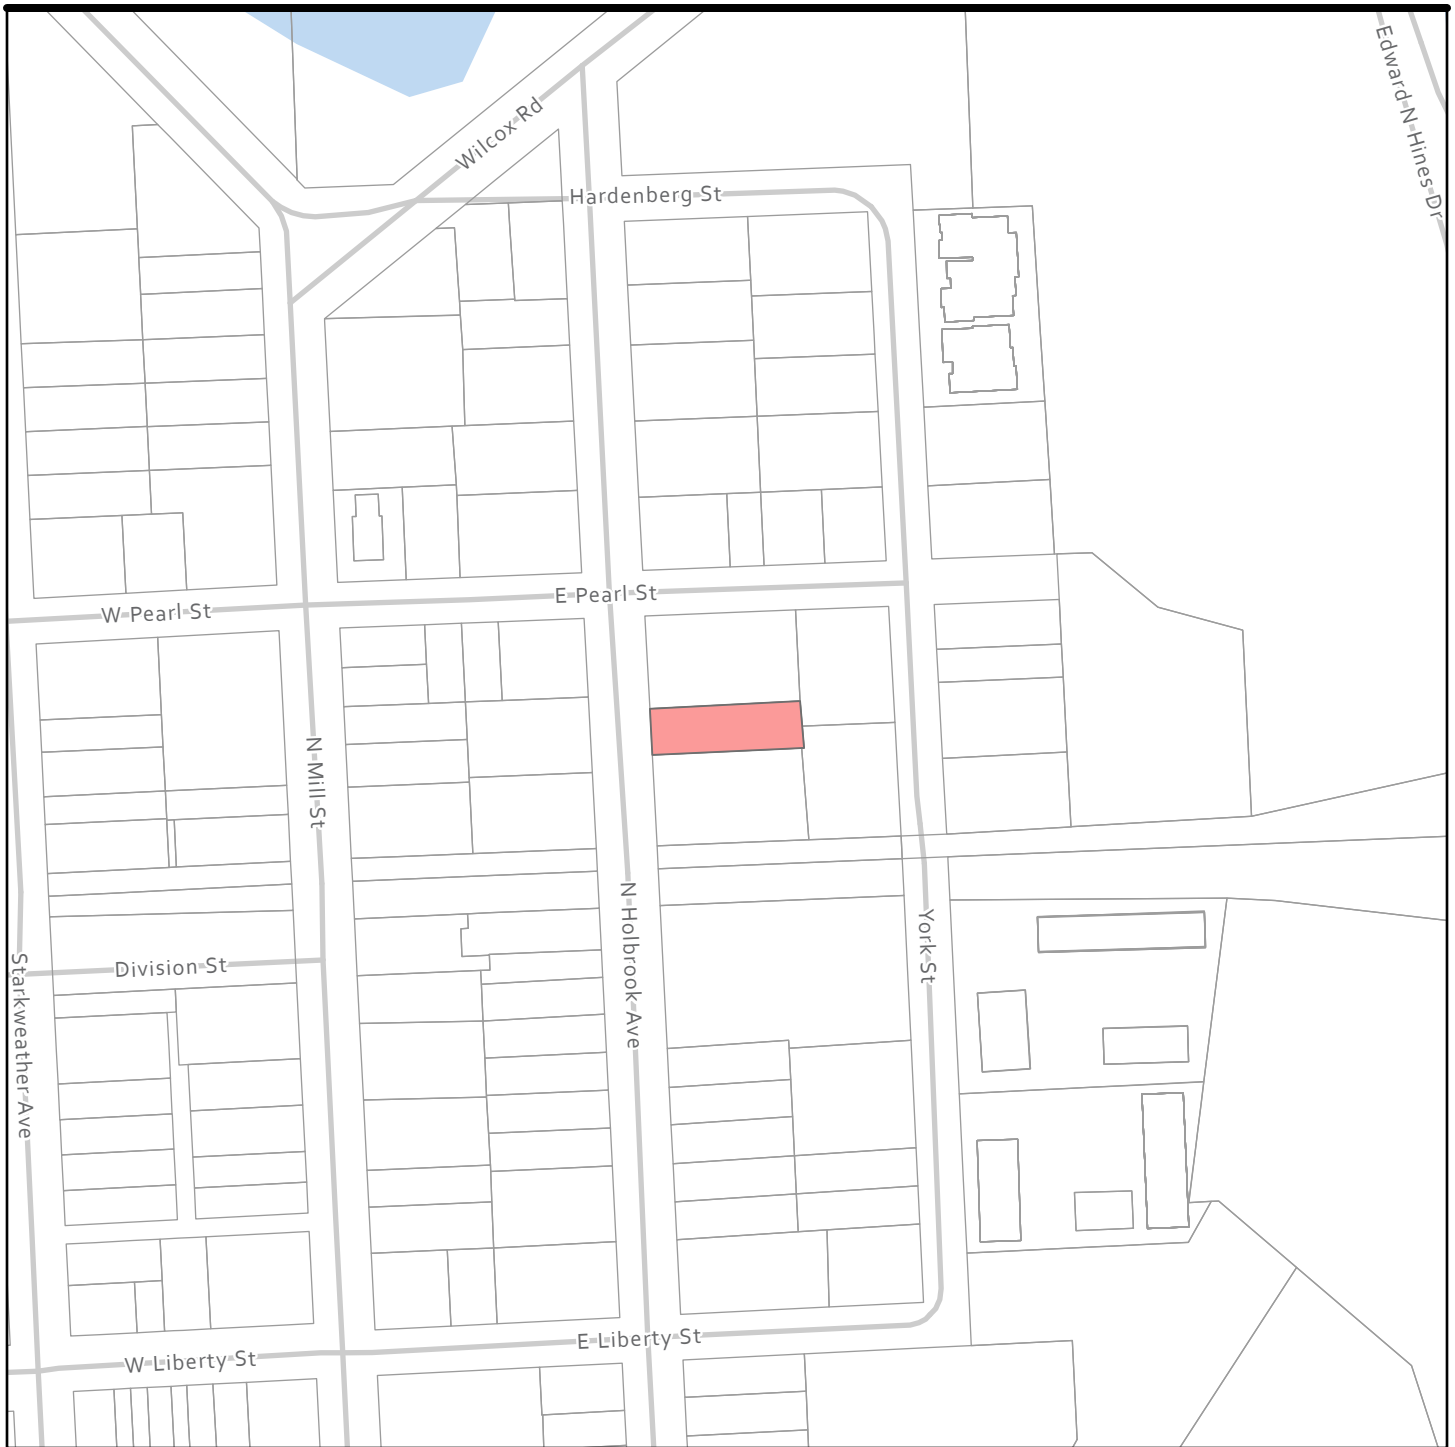 Edward N Hines Dr
Wilcox Rd
Hardenberg St
E Pearl St
W Pearl St
N Mill St
N Holbrook Ave
York St
Division St
Starkweather Ave
E Liberty St
W Liberty St